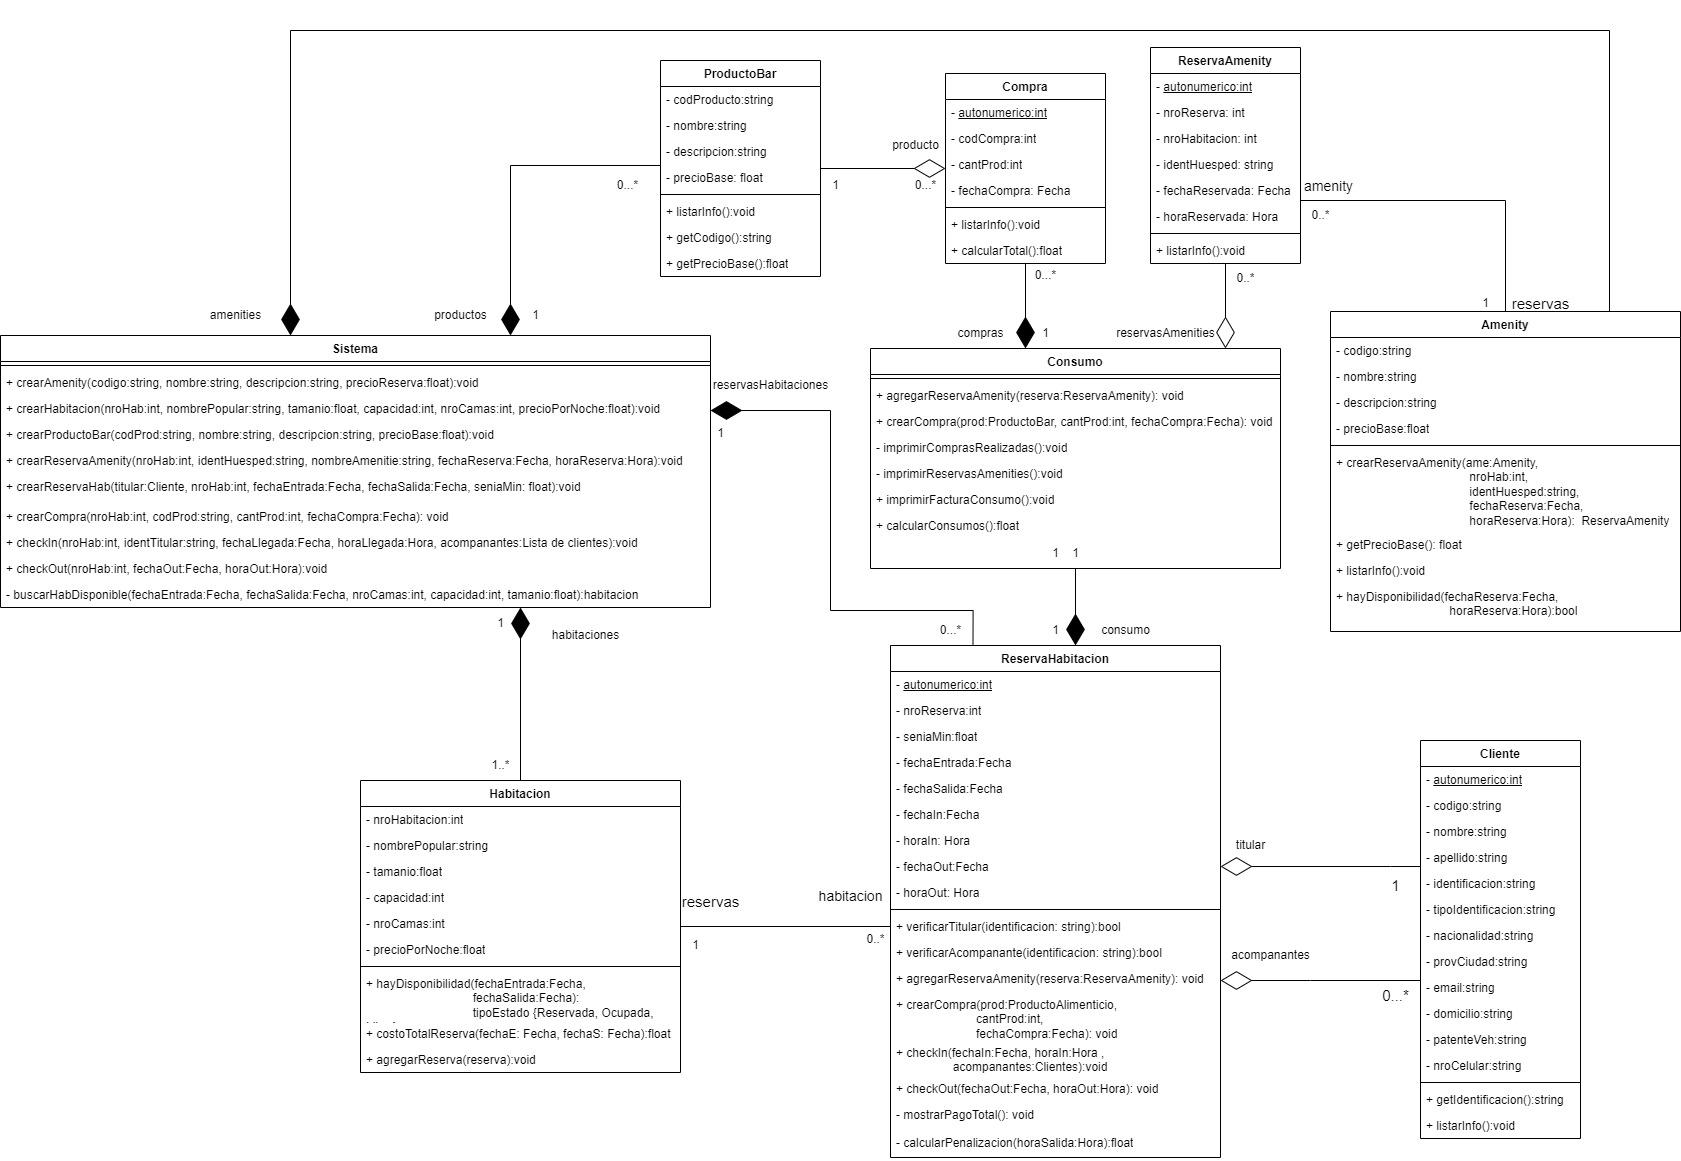 ProductoBar
- codProducto:string
- nombre:string
- descripcion:string
- precioBase: float
+ listarInfo():void
+ getCodigo():string
+ getPrecioBase():float
0...*
1
producto
0...*
Compra
- autonumerico:int
- codCompra:int
- cantProd:int
- fechaCompra: Fecha
+ listarInfo():void
+ calcularTotal():float
0...*
ReservaAmenity
- autonumerico:int
- nroReserva: int
- nroHabitacion: int
- identHuesped: string
- fechaReservada: Fecha
- horaReservada: Hora
+ listarInfo():void
0..*
amenity
0..*
1
reservas
amenities
productos
1
compras
1
reservasAmenities
Sistema
+ crearAmenity(codigo:string, nombre:string, descripcion:string, precioReserva:float):void
+ crearHabitacion(nroHab:int, nombrePopular:string, tamanio:float, capacidad:int, nroCamas:int, precioPorNoche:float):void
+ crearProductoBar(codProd:string, nombre:string, descripcion:string, precioBase:float):void
+ crearReservaAmenity(nroHab:int, identHuesped:string, nombreAmenitie:string, fechaReserva:Fecha, horaReserva:Hora):void
+ crearReservaHab(titular:Cliente, nroHab:int, fechaEntrada:Fecha, fechaSalida:Fecha, seniaMin: float):void
+ crearCompra(nroHab:int, codProd:string, cantProd:int, fechaCompra:Fecha): void
+ checkIn(nroHab:int, identTitular:string, fechaLlegada:Fecha, horaLlegada:Hora, acompanantes:Lista de clientes):void
+ checkOut(nroHab:int, fechaOut:Fecha, horaOut:Hora):void
- buscarHabDisponible(fechaEntrada:Fecha, fechaSalida:Fecha, nroCamas:int, capacidad:int, tamanio:float):habitacion
reservasHabitaciones
1
0...*
Consumo
+ agregarReservaAmenity(reserva:ReservaAmenity): void
+ crearCompra(prod:ProductoBar, cantProd:int, fechaCompra:Fecha): void
- imprimirComprasRealizadas():void
- imprimirReservasAmenities():void
+ imprimirFacturaConsumo():void
+ calcularConsumos():float
1 1
1
consumo
Amenity
- codigo:string
- nombre:string
- descripcion:string
- precioBase:float
+ crearReservaAmenity(ame:Amenity,
nroHab:int,
identHuesped:string,
fechaReserva:Fecha,
horaReserva:Hora): ReservaAmenity
+ getPrecioBase(): float
+ listarInfo():void
+ hayDisponibilidad(fechaReserva:Fecha,
horaReserva:Hora):bool
1
habitaciones
1..*
Habitacion
- nroHabitacion:int
- nombrePopular:string
- tamanio:float
- capacidad:int
- nroCamas:int
- precioPorNoche:float
+ hayDisponibilidad(fechaEntrada:Fecha,
fechaSalida:Fecha):
tipoEstado {Reservada, Ocupada,
+ costoTotalReserva(fechaE: Fecha, fechaS: Fecha):float
+ agregarReserva(reserva):void
reservas
1
habitacion
0..*
ReservaHabitacion
- autonumerico:int
- nroReserva:int
- seniaMin:float
- fechaEntrada:Fecha
- fechaSalida:Fecha
- fechaIn:Fecha
- horaIn: Hora
- fechaOut:Fecha
- horaOut: Hora
+ verificarTitular(identificacion: string):bool
+ verificarAcompanante(identificacion: string):bool
+ agregarReservaAmenity(reserva:ReservaAmenity): void
+ crearCompra(prod:ProductoAlimenticio,
cantProd:int,
fechaCompra:Fecha): void
+ checkIn(fechaIn:Fecha, horaIn:Hora ,
acompanantes:Clientes):void
+ checkOut(fechaOut:Fecha, horaOut:Hora): void
- mostrarPagoTotal(): void
- calcularPenalizacion(horaSalida:Hora):float
titular
1
acompanantes
0...*
Cliente
- autonumerico:int
- codigo:string
- nombre:string
- apellido:string
- identificacion:string
- tipoIdentificacion:string
- nacionalidad:string
- provCiudad:string
- email:string
- domicilio:string
- patenteVeh:string
- nroCelular:string
+ getIdentificacion():string
+ listarInfo():void